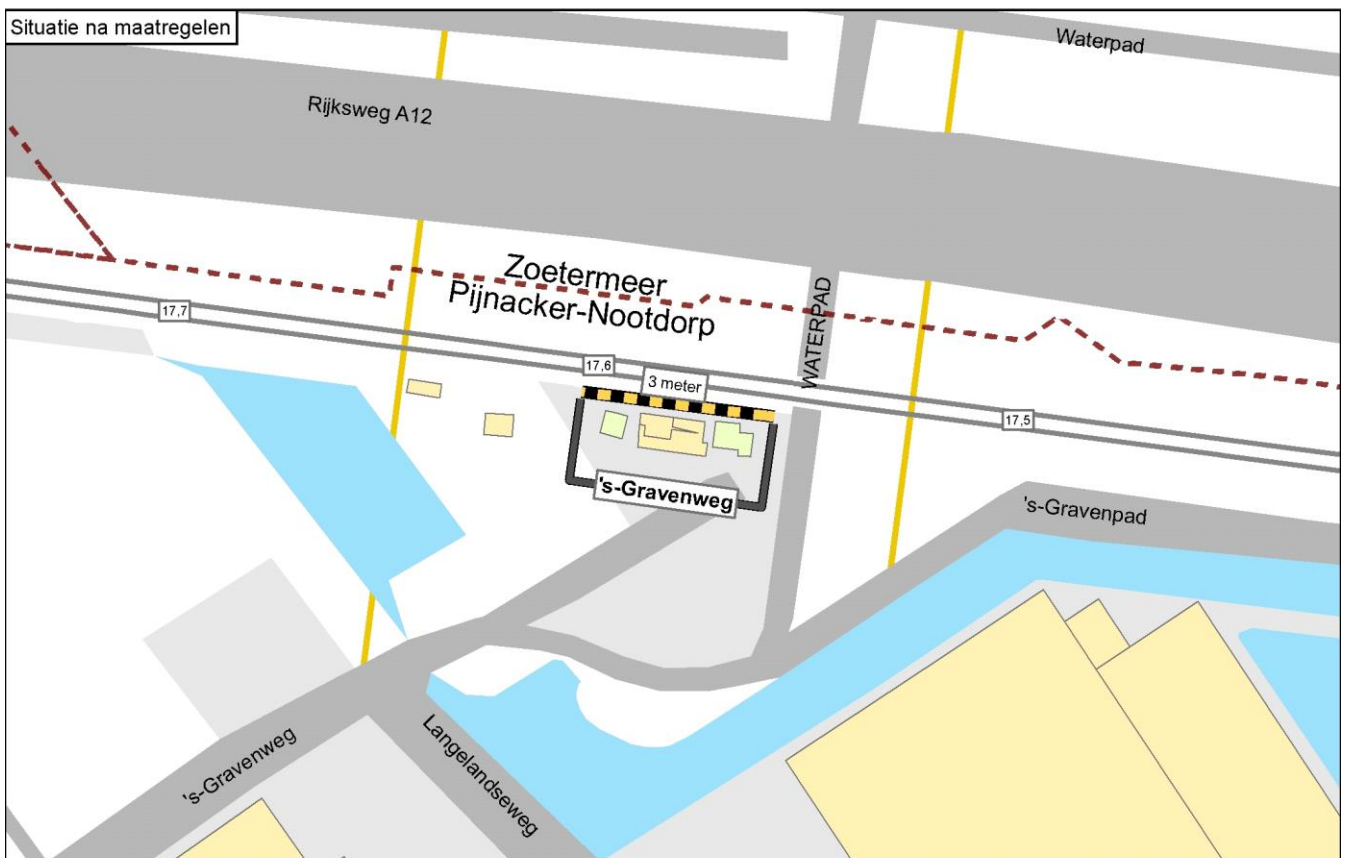 Situatie na maatregelen
Waterpad
Rijksweg A12
Zoetermeer
Pijnacker-Nootdorp
WATERPAD
17,7
17,6
3 meter
17,5
's-Gravenweg
's-Gravenpad
's-Gravenweg
Langelandseweg